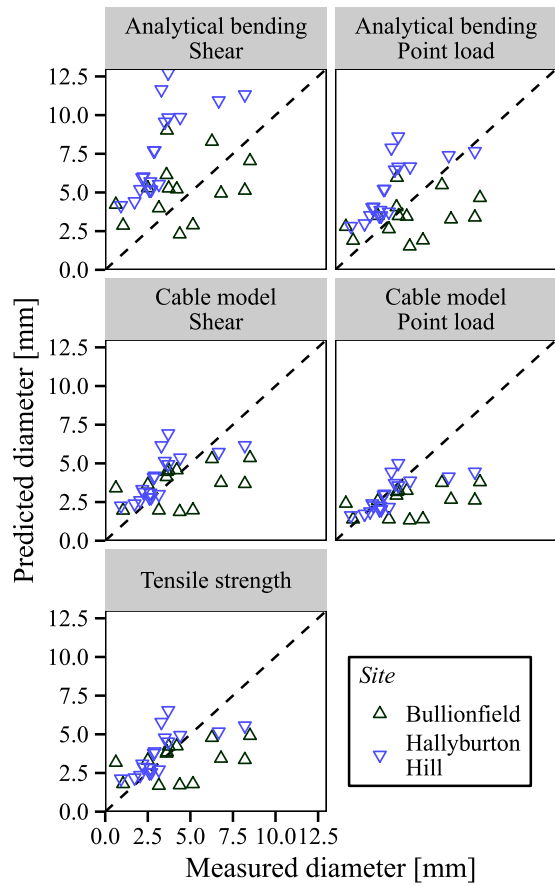 Analytical bending
Shear
Analytical bending
Point load
12.5
10.0
7.5
5.0
2.5
0.0
Cable model
Shear
Cable model
Point load
12.5
10.0
7.5
5.0
2.5
0.0
Predicted diameter [mm]
Tensile strength
12.5
10.0
7.5
5.0
2.5
0.0
0.0 2.5 5.0 7.5 10.0 12.5
Measured diameter [mm]
Site
Bullionfield
Hallyburton
Hill